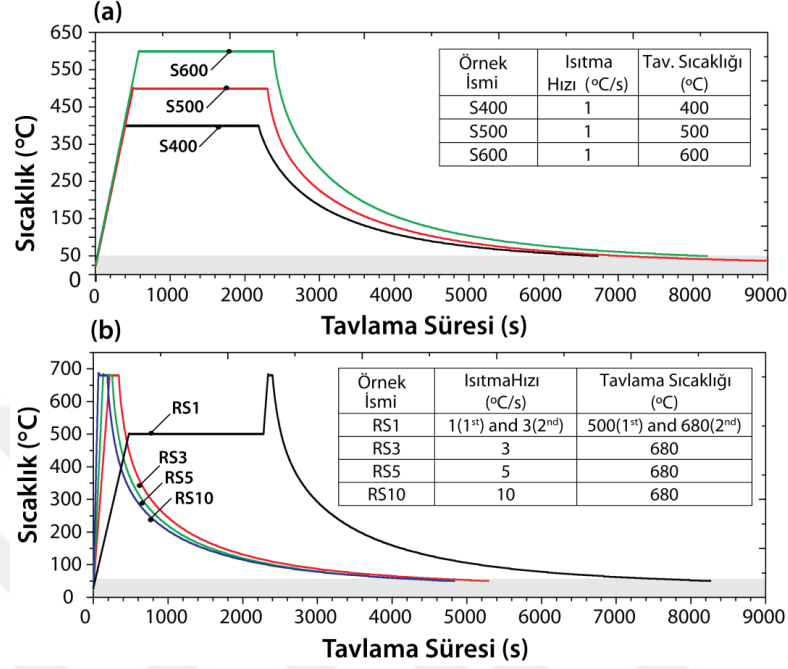 (a)
650
550
450
350
250
150
50
0
Sıcaklık (°C)
S600
S500
S400
Örnek İsmi | Isıtma Hızı (ºC/s) | Tav. Sıcaklığı (ºC)
S400 1 400
S500 1 500
S600 1 600
0 1000 2000 3000 4000 5000 6000 7000 8000 9000
Tavlama Süresi (s)
(b)
700
600
500
400
300
200
100
0
Sıcaklık (°C)
RS1
RS3
RS5
RS10
Örnek İsmi | IsıtmaHızı (ºC/s) | Tavlama Sıcaklığı (ºC)
RS1 1(1st) and 3(2nd) 500(1st) and 680(2nd)
RS3 3 680
RS5 5 680
RS10 10 680
0 1000 2000 3000 4000 5000 6000 7000 8000 9000
Tavlama Süresi (s)